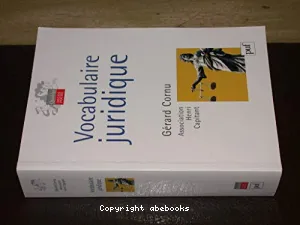 Vocabulaire
juridique
Gérard Cornu
Association
Henri
Capitant
puf
Copyright abebooks